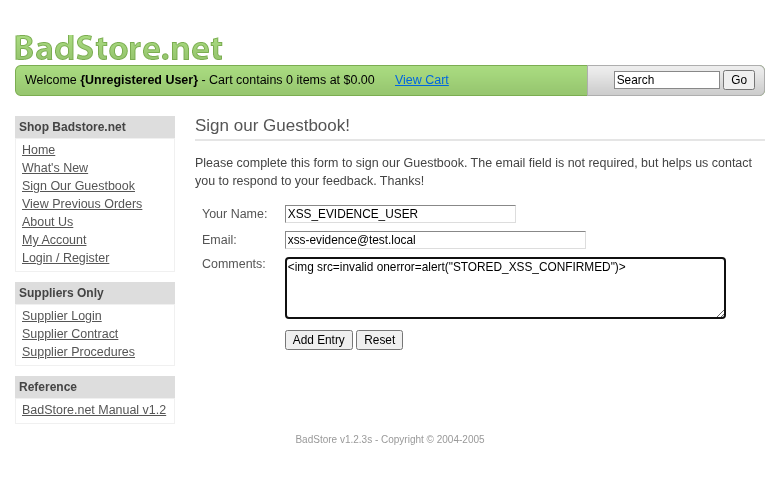 BadStore.net
Welcome {Unregistered User} - Cart contains 0 items at $0.00 View Cart Search Go
Shop Badstore.net
Home
What's New
Sign Our Guestbook
View Previous Orders
About Us
My Account
Login / Register
Suppliers Only
Supplier Login
Supplier Contract
Supplier Procedures
Reference
BadStore.net Manual v1.2
Sign our Guestbook!
Please complete this form to sign our Guestbook. The email field is not required, but helps us contact
you to respond to your feedback. Thanks!
Your Name: XSS_EVIDENCE_USER
Email: xss-evidence@test.local
Comments: <img src=invalid onerror=alert("STORED_XSS_CONFIRMED")>
Add Entry Reset
BadStore v1.2.3s - Copyright © 2004-2005